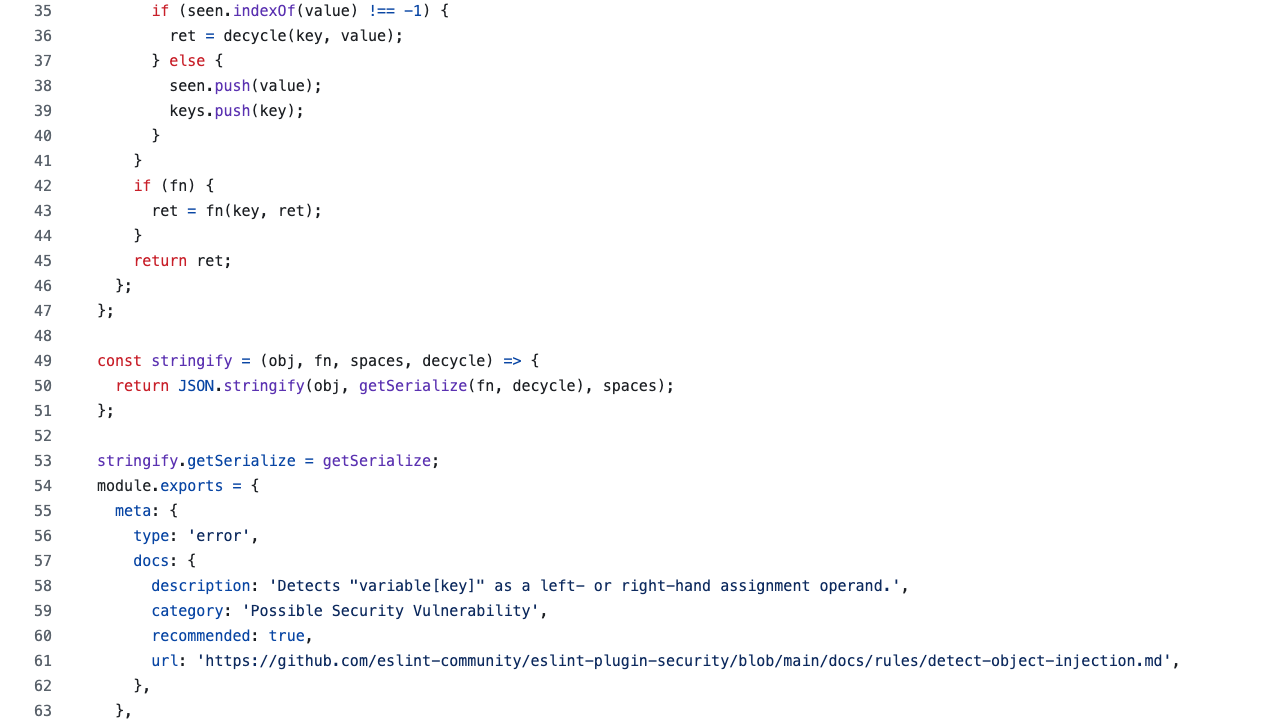 35 if (seen.indexOf(value) !== -1) {
36 ret = decycle(key, value);
37 } else {
38 seen.push(value);
39 keys.push(key);
40 }
41 }
42 if (fn) {
43 ret = fn(key, ret);
44 }
45 return ret;
46 };
47 };
48
49 const stringify = (obj, fn, spaces, decycle) => {
50 return JSON.stringify(obj, getSerialize(fn, decycle), spaces);
51 };
52
53 stringify.getSerialize = getSerialize;
54 module.exports = {
55 meta: {
56 type: 'error',
57 docs: {
58 description: 'Detects "variable[key]" as a left- or right-hand assignment operand.',
59 category: 'Possible Security Vulnerability',
60 recommended: true,
61 url: 'https://github.com/eslint-community/eslint-plugin-security/blob/main/docs/rules/detect-object-injection.md',
62 },
63 },